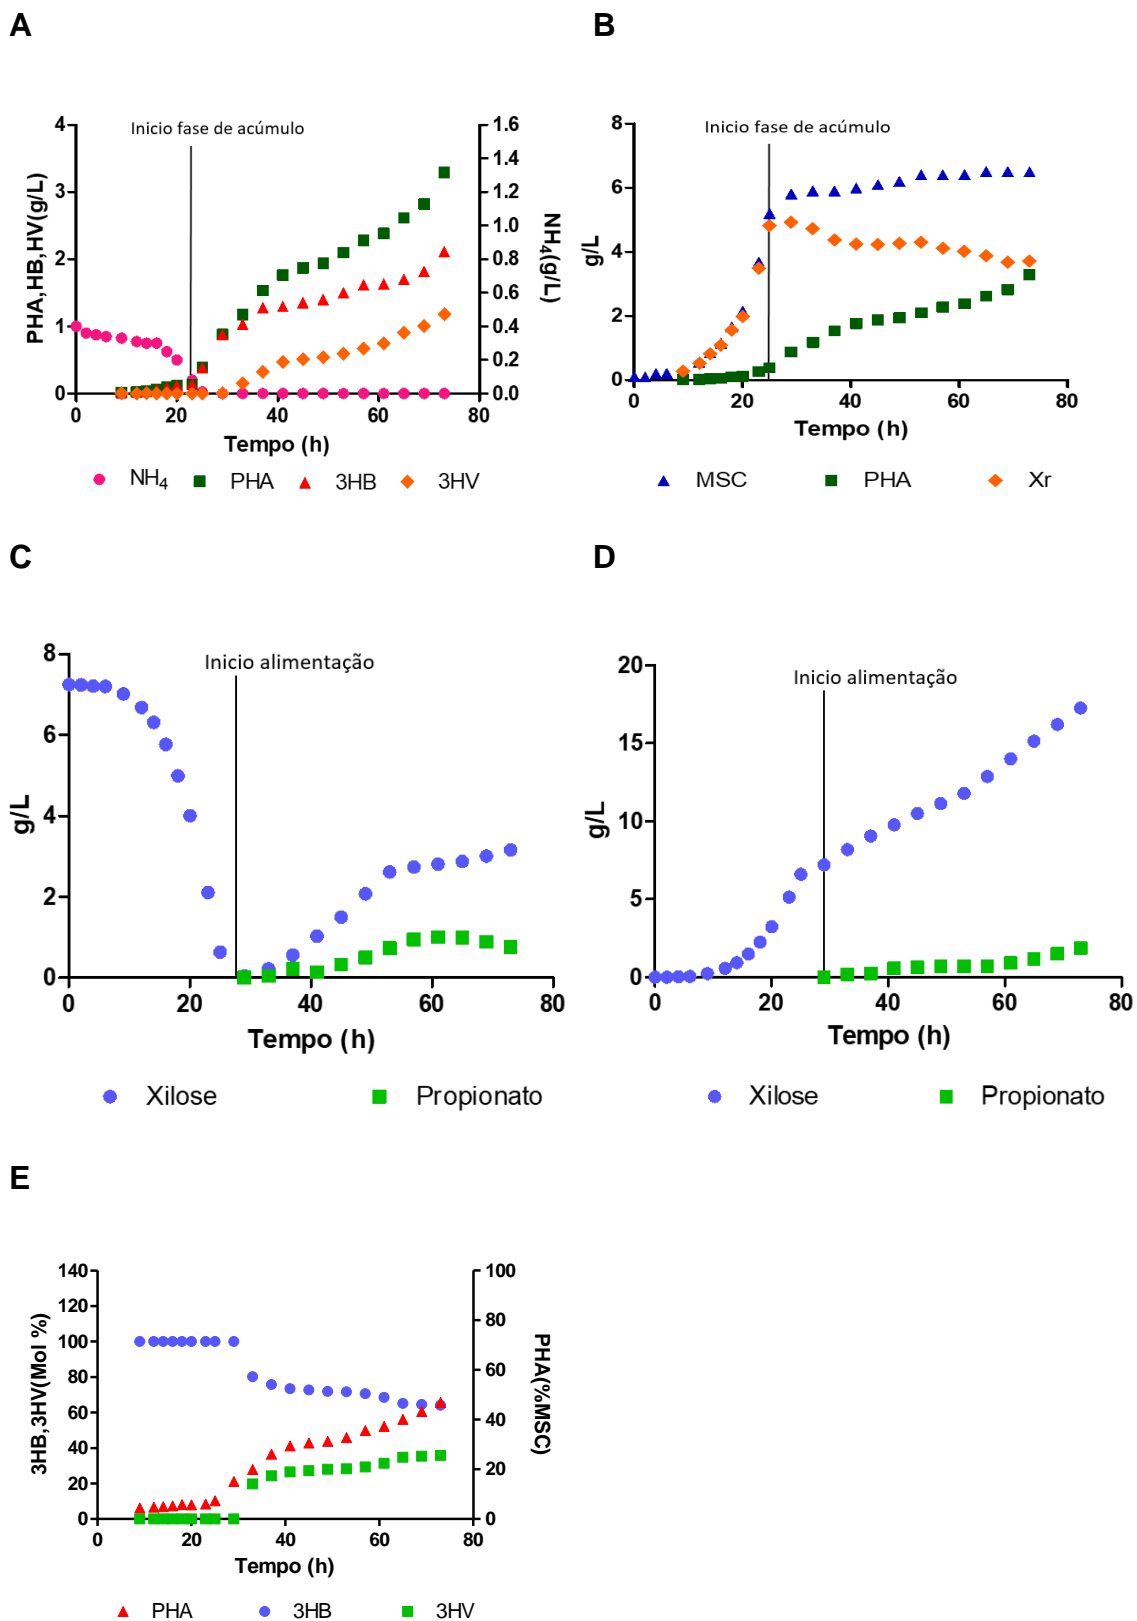 A
Inicio fase de acúmulo
PHA,HB,HV(g/L)
4
3
2
1
0
NH4(g/L)
1.6
1.4
1.2
1.0
0.8
0.6
0.4
0.2
0.0
0 20 40 60 80
Tempo (h)
NH4 PHA 3HB 3HV
B
Inicio fase de acúmulo
g/L
8
6
4
2
0
0 20 40 60 80
Tempo (h)
MSC PHA Xr
C
Inicio alimentação
g/L
8
6
4
2
0
0 20 40 60 80
Tempo (h)
Xilose Propionato
D
Inicio alimentação
g/L
20
15
10
5
0
0 20 40 60 80
Tempo (h)
Xilose Propionato
E
3HB,3HV(Mol %)
140
120
100
80
60
40
20
0
PHA(%MSC)
100
80
60
40
20
0
0 20 40 60 80
Tempo (h)
PHA 3HB 3HV